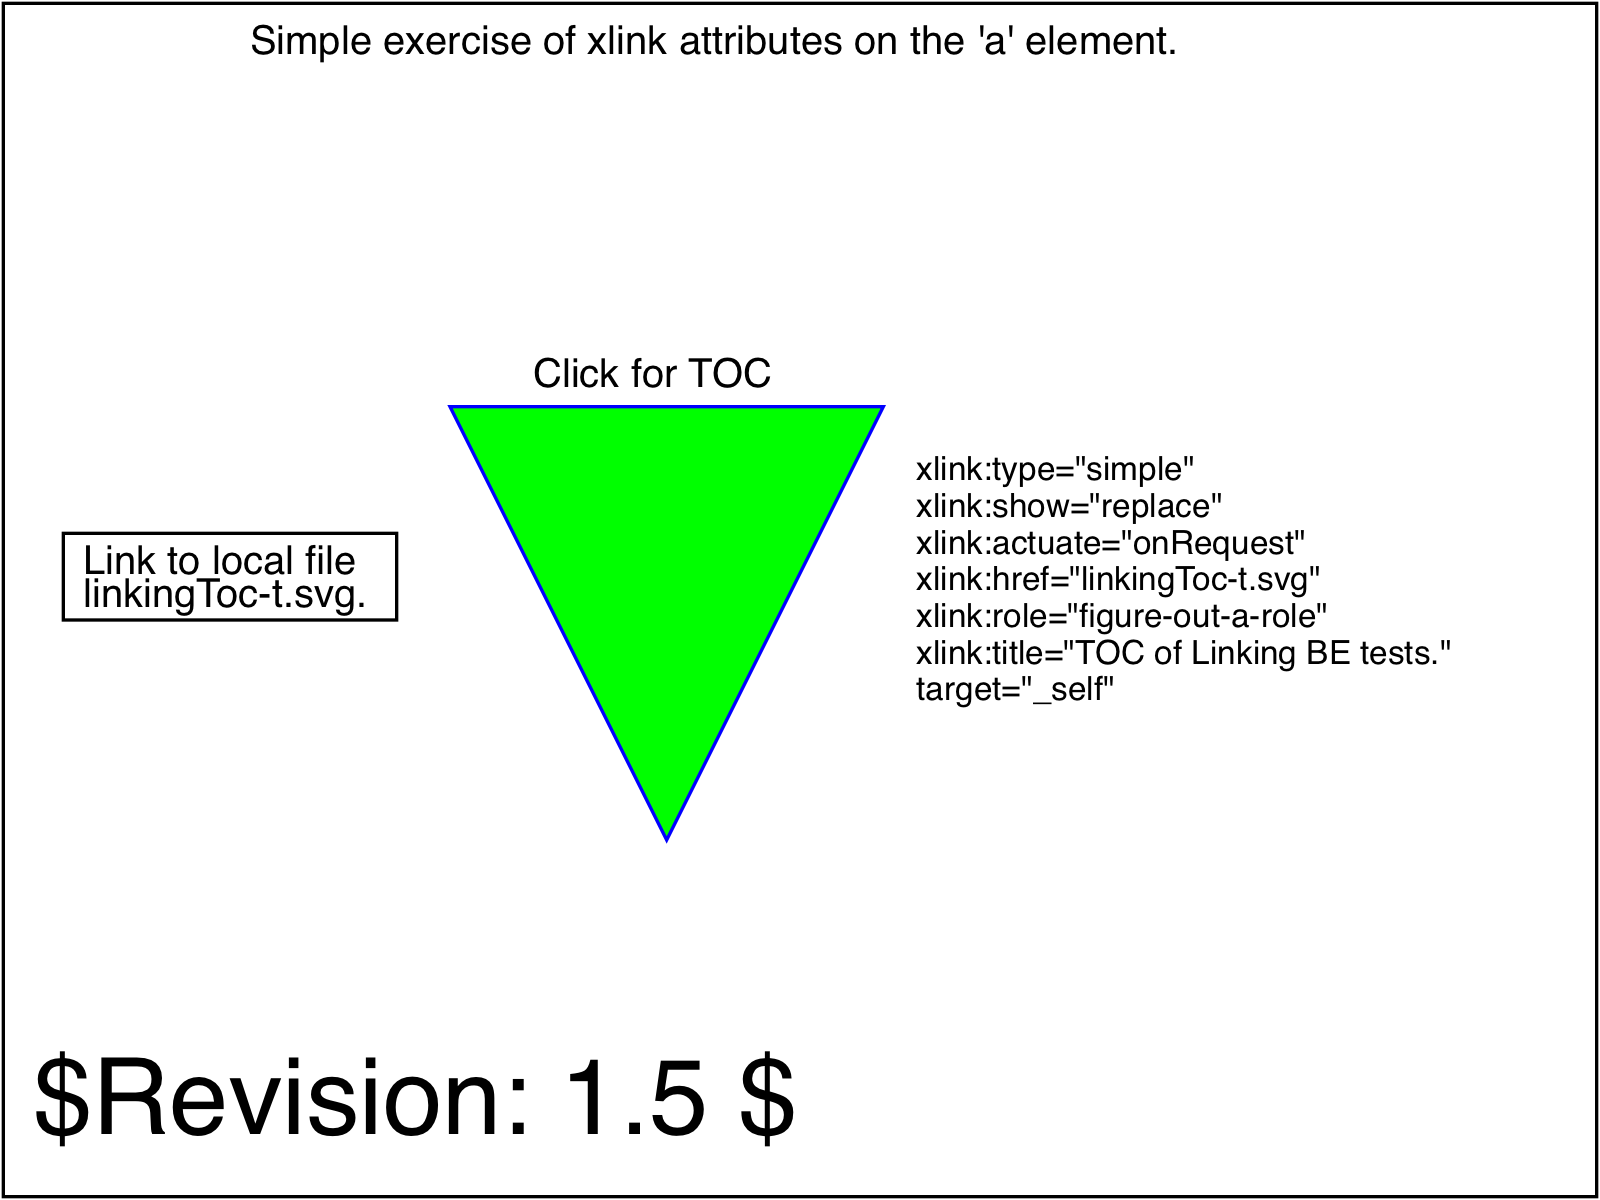 Simple exercise of xlink attributes on the 'a' element.
Click for TOC
Link to local file
linkingToc-t.svg.
xlink:type="simple"
xlink:show="replace"
xlink:actuate="onRequest"
xlink:href="linkingToc-t.svg"
xlink:role="figure-out-a-role"
xlink:title="TOC of Linking BE tests."
target="_self"
$Revision: 1.5 $